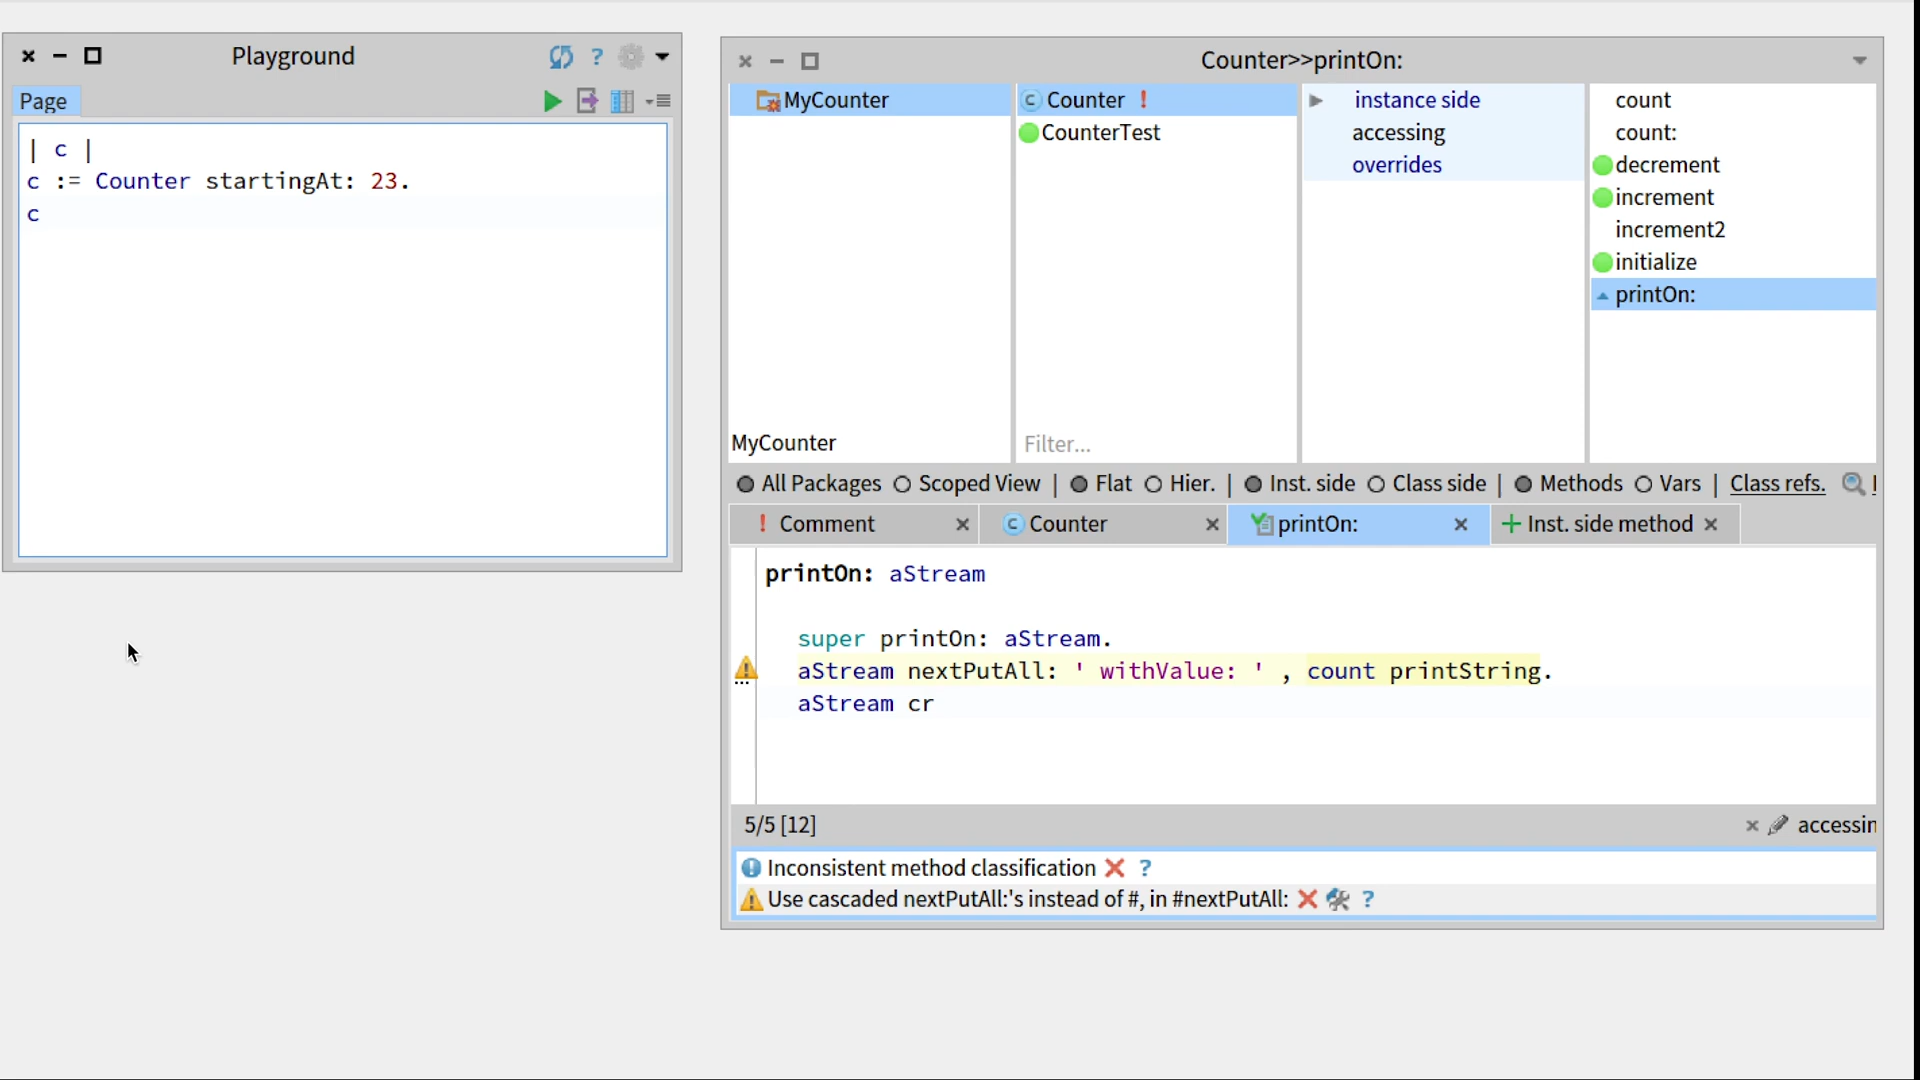 Playground
?
Page
| c |
c := Counter startingAt: 23.
c
Counter>>printOn:
MyCounter
MyCounter
Counter !
CounterTest
Filter...
instance side
accessing
overrides
count
count:
decrement
increment
increment2
initialize
printOn:
All Packages Scoped View | Flat Hier. | Inst. side Class side | Methods Vars | Class refs.
! Comment Counter printOn: Inst. side method
printOn: aStream
super printOn: aStream.
aStream nextPutAll: ' withValue: ' , count printString.
aStream cr
5/5 [12]
accessin
Inconsistent method classification ?
Use cascaded nextPutAll:'s instead of #, in #nextPutAll: ?